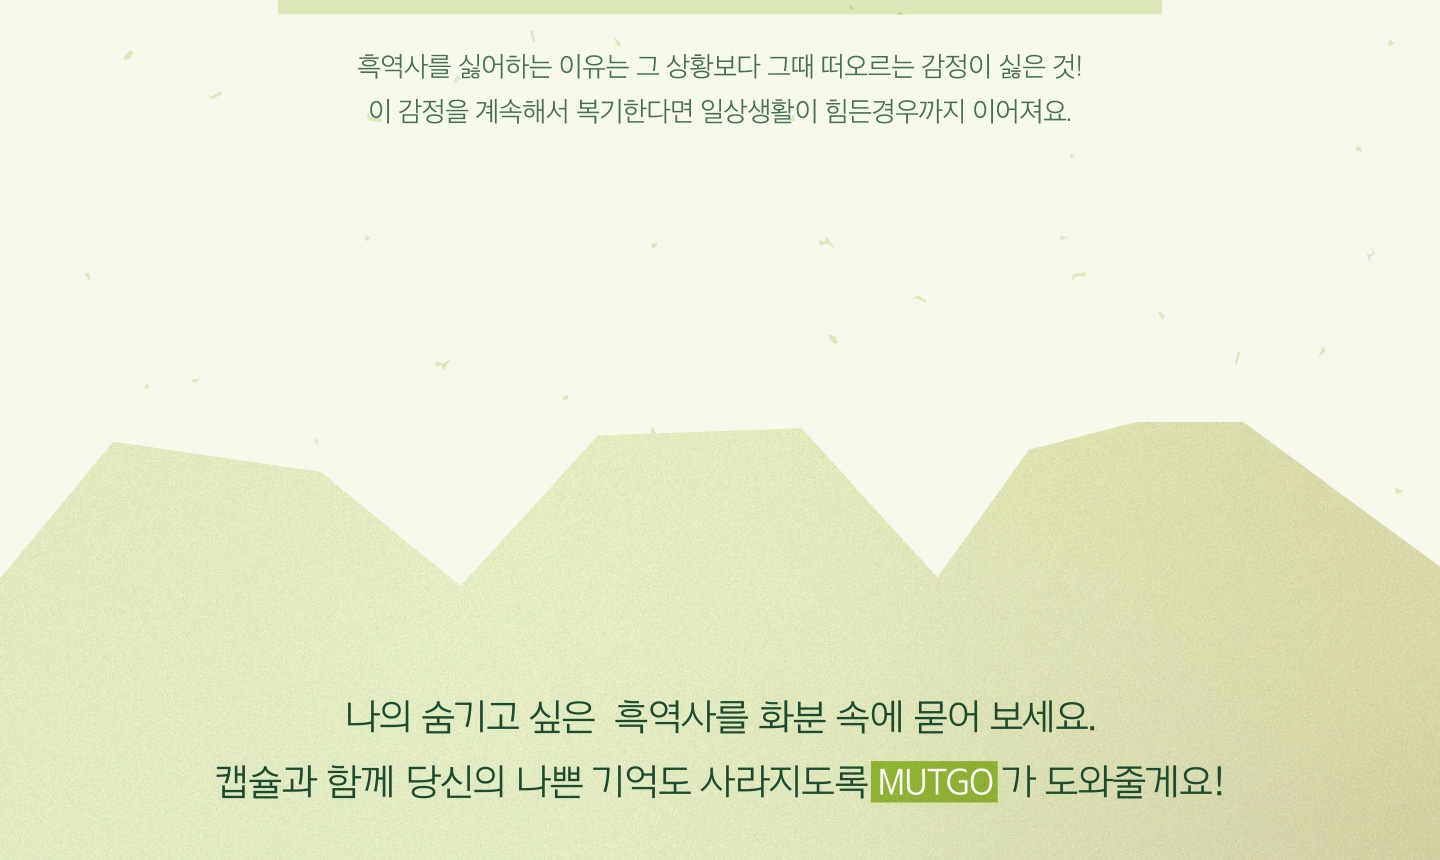 흑역사를 싫어하는 이유는 그 상황보다 그때 떠오르는 감정이 싫은 것!
이 감정을 계속해서 복기한다면 일상생활이 힘든경우까지 이어져요.
나의 숨기고 싶은 흑역사를 화분 속에 묻어 보세요.
캡슐과 함께 당신의 나쁜 기억도 사라지도록 MUTGO 가 도와줄게요!